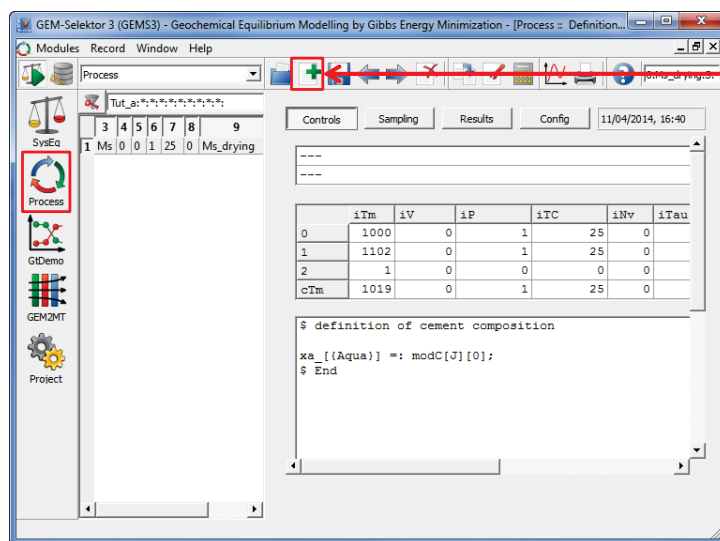 GEM-Selektor 3 (GEMS3) - Geochemical Equilibrium Modelling by Gibbs Energy Minimization - [Process :: Definition...
Modules Record Window Help
Process
Tut_a:*:*:*:*:*:*:*:*:*:
3 4 5 6 7 8 9
1 Ms 0 0 1 25 0 Ms_drying
SysEq
Process
GtDemo
GEM2MT
Project
Controls Sampling Results Config 11/04/2014, 16:40
---
---
iTm iV iP iTC iNv iTau
0 1000 0 1 25 0
1 1102 0 1 25 0
2 1 0 0 0 0
cTm 1019 0 1 25 0
$ definition of cement composition
xa_[{Aqua}] =: modC[J][0];
$ End